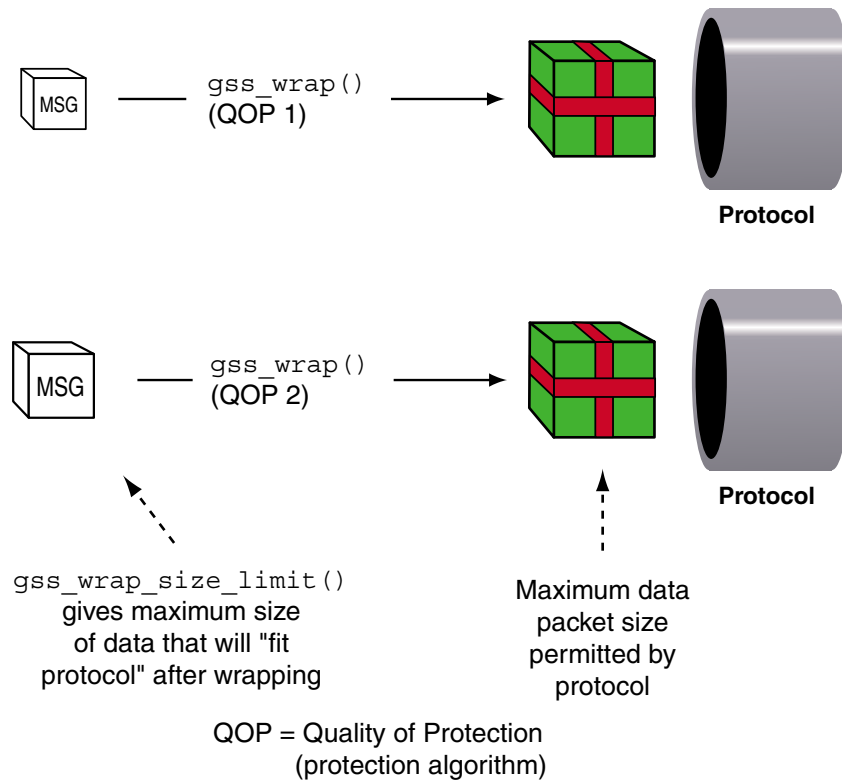 MSG
gss_wrap()
(QOP 1)
Protocol
MSG
gss_wrap()
(QOP 2)
Protocol
gss_wrap_size_limit()
gives maximum size
of data that will "fit
protocol" after wrapping
Maximum data
packet size
permitted by
protocol
QOP = Quality of Protection
(protection algorithm)